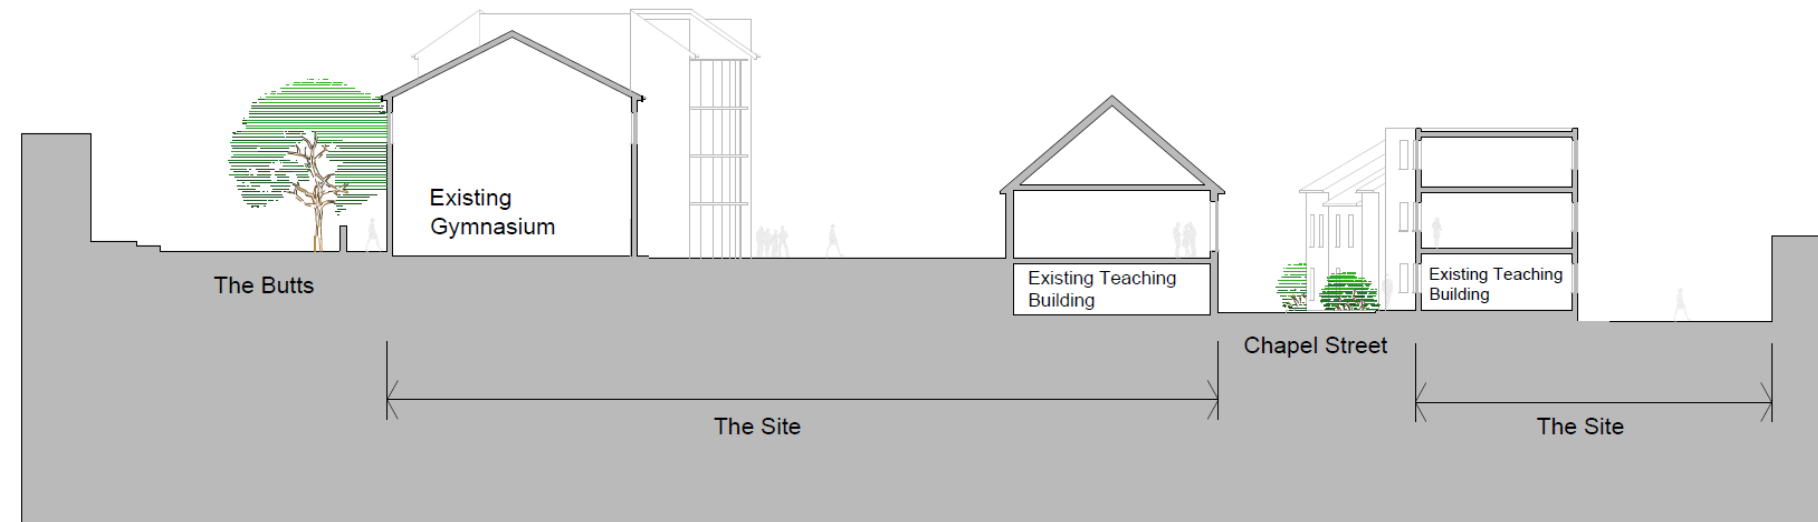 Existing
Gymnasium
The Butts
Existing Teaching
Building
Existing Teaching
Building
Chapel Street
The Site
The Site